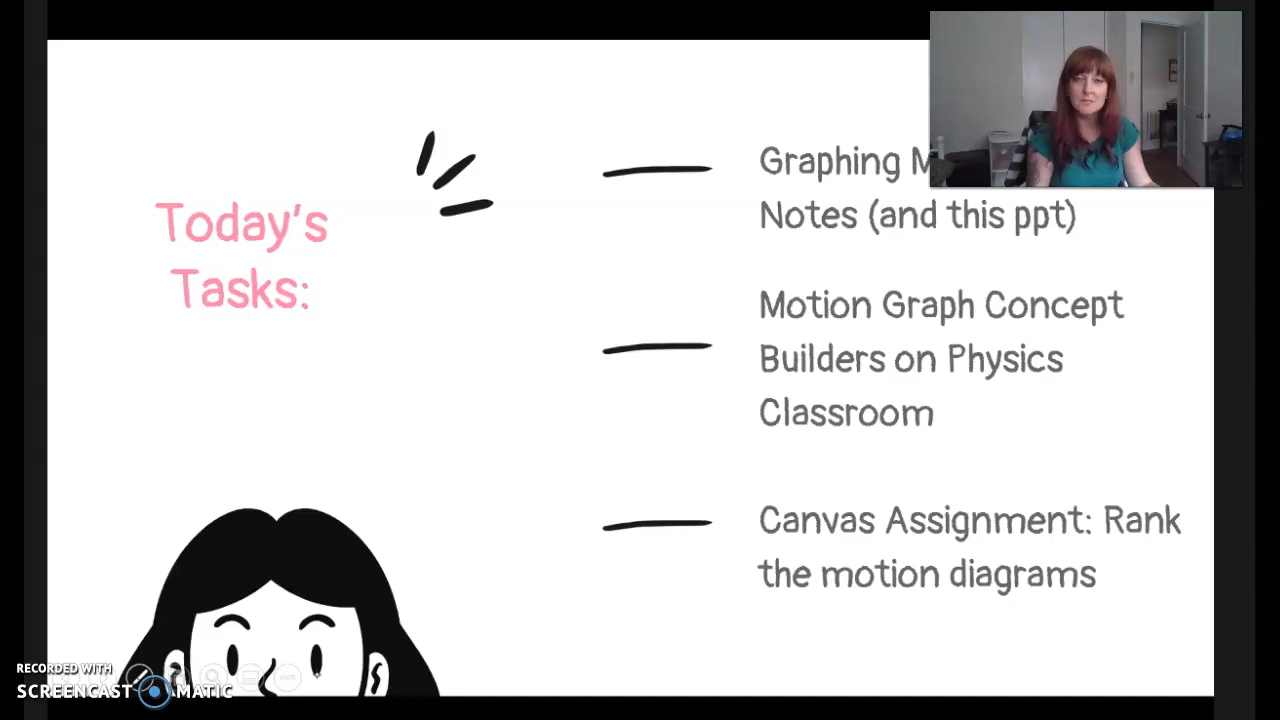 Today's
Tasks:
Graphing
Notes (and this ppt)
Motion Graph Concept
Builders on Physics
Classroom
Canvas Assignment: Rank
the motion diagrams
RECORDED WITH
SCREENCAST MATIC